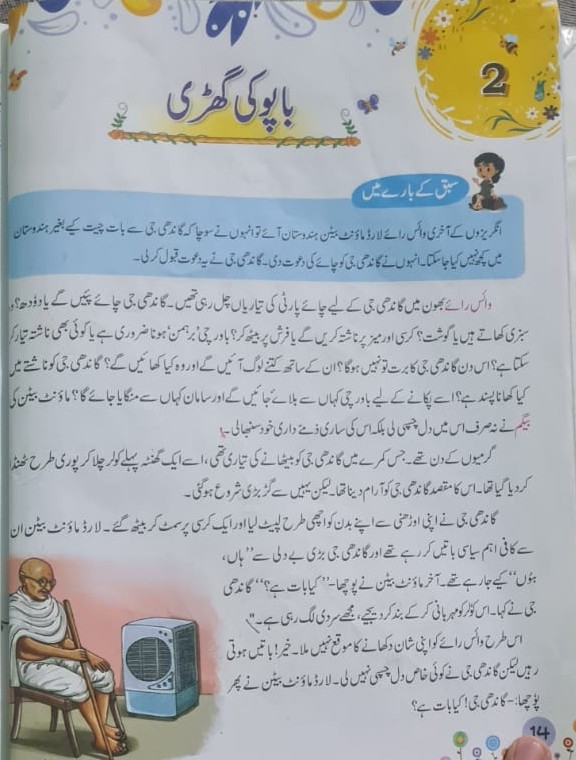 2
باپو کی گھڑی
سبق کے بارے میں
انگریزوں کے آخری وائس رائے لارڈ ماؤنٹ بیٹن ہندوستان آئے تو انہوں نے سوچا کہ گاندھی جی سے بات چیت کیے بغیر ہندوستان
میں کچھ نہیں کیا جا سکتا۔ انہوں نے گاندھی جی کو چائے کی دعوت دی۔ گاندھی جی نے یہ دعوت قبول کر لی۔
وائس رائے بھون میں گاندھی جی کے لیے چائے پارٹی کی تیاریاں چل رہی تھیں۔ گاندھی جی چائے پئیں گے یا دودھ؟ وہ
سبزی کھاتے ہیں یا گوشت؟ کرسی اور میز پر ناشتہ کریں گے یا فرش پر بیٹھ کر؟ باورچی 'برہمن' ہونا ضروری ہے یا کوئی بھی ناشتہ تیار کر
سکتا ہے؟ اس دن گاندھی جی کا برت تو نہیں ہوگا؟ ان کے ساتھ کتنے لوگ آئیں گے اور وہ کیا کھائیں گے؟ گاندھی جی کو ناشتے میں
کیا کھانا پسند ہے؟ اسے پکانے کے لیے باورچی کہاں سے بلائے جائیں گے اور سامان کہاں سے منگایا جائے گا؟ ماؤنٹ بیٹن کی
بیگم نے نہ صرف اس میں دل چسپی لی بلکہ اس کی ساری ذمے داری خود سنبھالی۔
گرمیوں کے دن تھے۔ جس کمرے میں گاندھی جی کو بیٹھانے کی تیاری تھی، اسے ایک گھنٹہ پہلے کولر چلا کر پوری طرح ٹھنڈا
کر دیا گیا تھا۔ اس کا مقصد گاندھی جی کو آرام دینا تھا۔ لیکن یہیں سے گڑبڑی شروع ہو گئی۔
گاندھی جی نے اپنی اوڑھنی سے اپنے بدن کو اچھی طرح لپیٹ لیا اور ایک کرسی پر سمٹ کر بیٹھ گئے۔ لارڈ ماؤنٹ بیٹن ان
سے کافی اہم سیاسی باتیں کر رہے تھے اور گاندھی جی بڑی بے دلی سے ”ہاں،
ہوں“ کیے جا رہے تھے۔ آخر ماؤنٹ بیٹن نے پوچھا۔ ”کیا بات ہے؟“ گاندھی
جی نے کہا۔ اس کولر کو مہربانی کر کے بند کر دیجیے، مجھے سردی لگ رہی ہے۔“
اس طرح وائس رائے کو اپنی شان دکھانے کا موقع نہیں ملا۔ خیر! باتیں ہوتی
رہیں لیکن گاندھی جی نے کوئی خاص دل چسپی نہیں لی۔ لارڈ ماؤنٹ بیٹن نے پھر
پوچھا:۔ گاندھی جی! کیا بات ہے؟
14